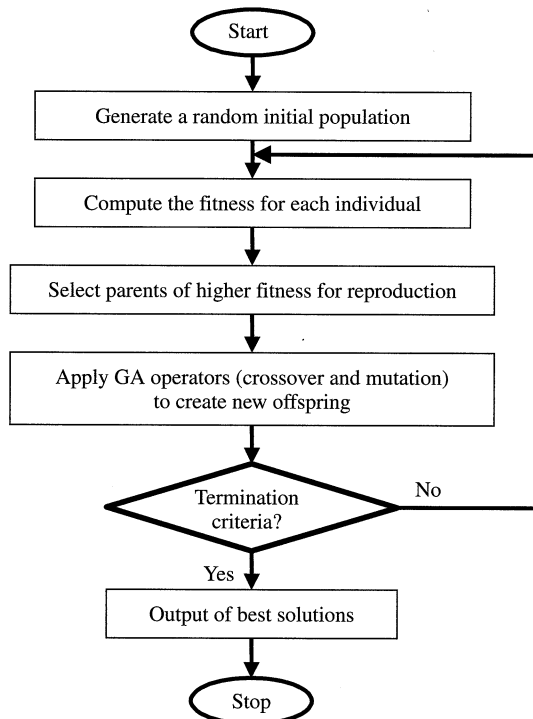 Start
Generate a random initial population
Compute the fitness for each individual
Select parents of higher fitness for reproduction
Apply GA operators (crossover and mutation)
to create new offspring
Termination
criteria?
No
Yes
Output of best solutions
Stop